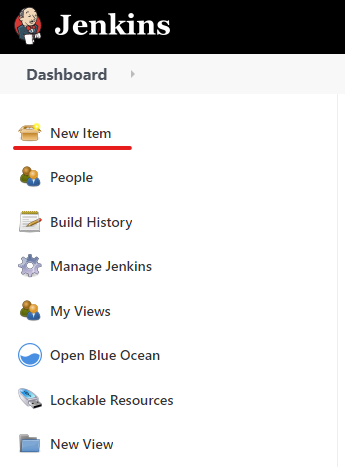 Jenkins
Dashboard
New Item
People
Build History
Manage Jenkins
My Views
Open Blue Ocean
Lockable Resources
New View